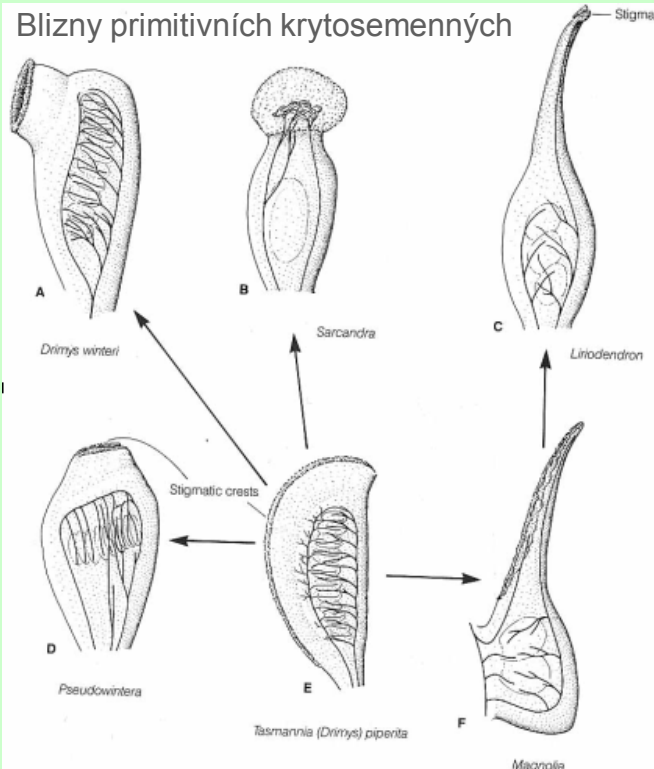 Blizny primitivních krytosemenných
Stigma
A
B
C
Drimys winteri
Sarcandra
Liriodendron
Stigmatic crests
D
E
F
Pseudowintera
Tasmannia (Drimys) piperita
Magnolia